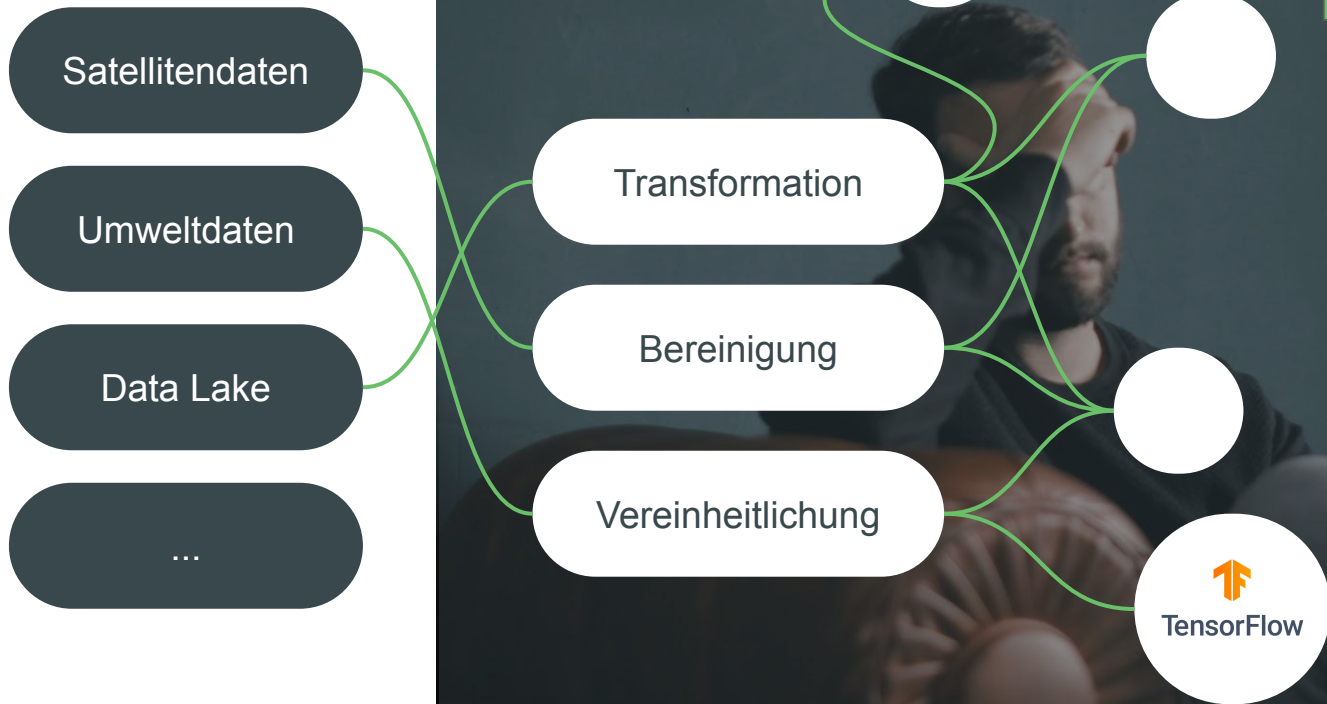 Satellitendaten
Umweltdaten
Data Lake
...
Transformation
Bereinigung
Vereinheitlichung
TensorFlow